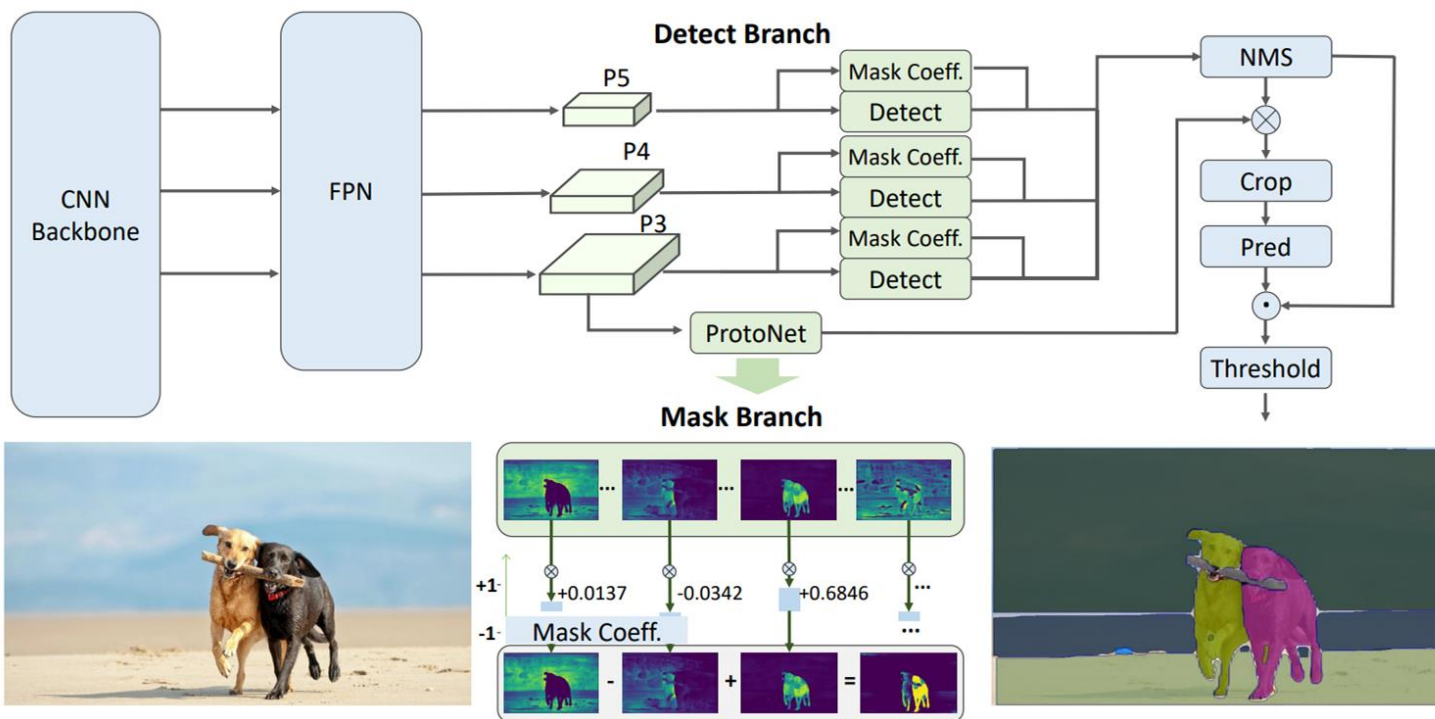 Detect Branch
CNN
Backbone
FPN
P5
P4
P3
Mask Coeff.
Detect
Mask Coeff.
Detect
Mask Coeff.
Detect
ProtoNet
NMS
Crop
Pred
Threshold
Mask Branch
... ... ...
+1-
+0.0137
-0.0342
+0.6846
...
-1-
Mask Coeff.
...
- + =